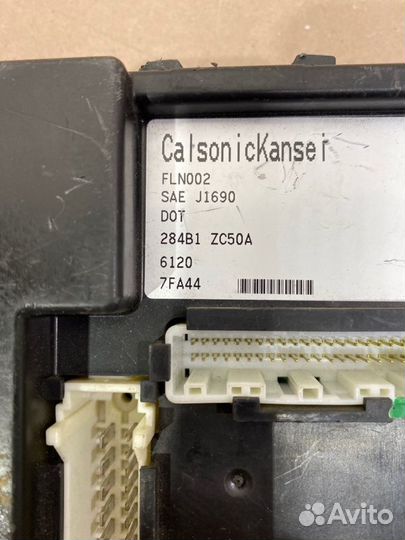 CalsonicKansei
FLN002
SAE J1690
DOT
284B1 ZC50A
6120
7FA44
Avito